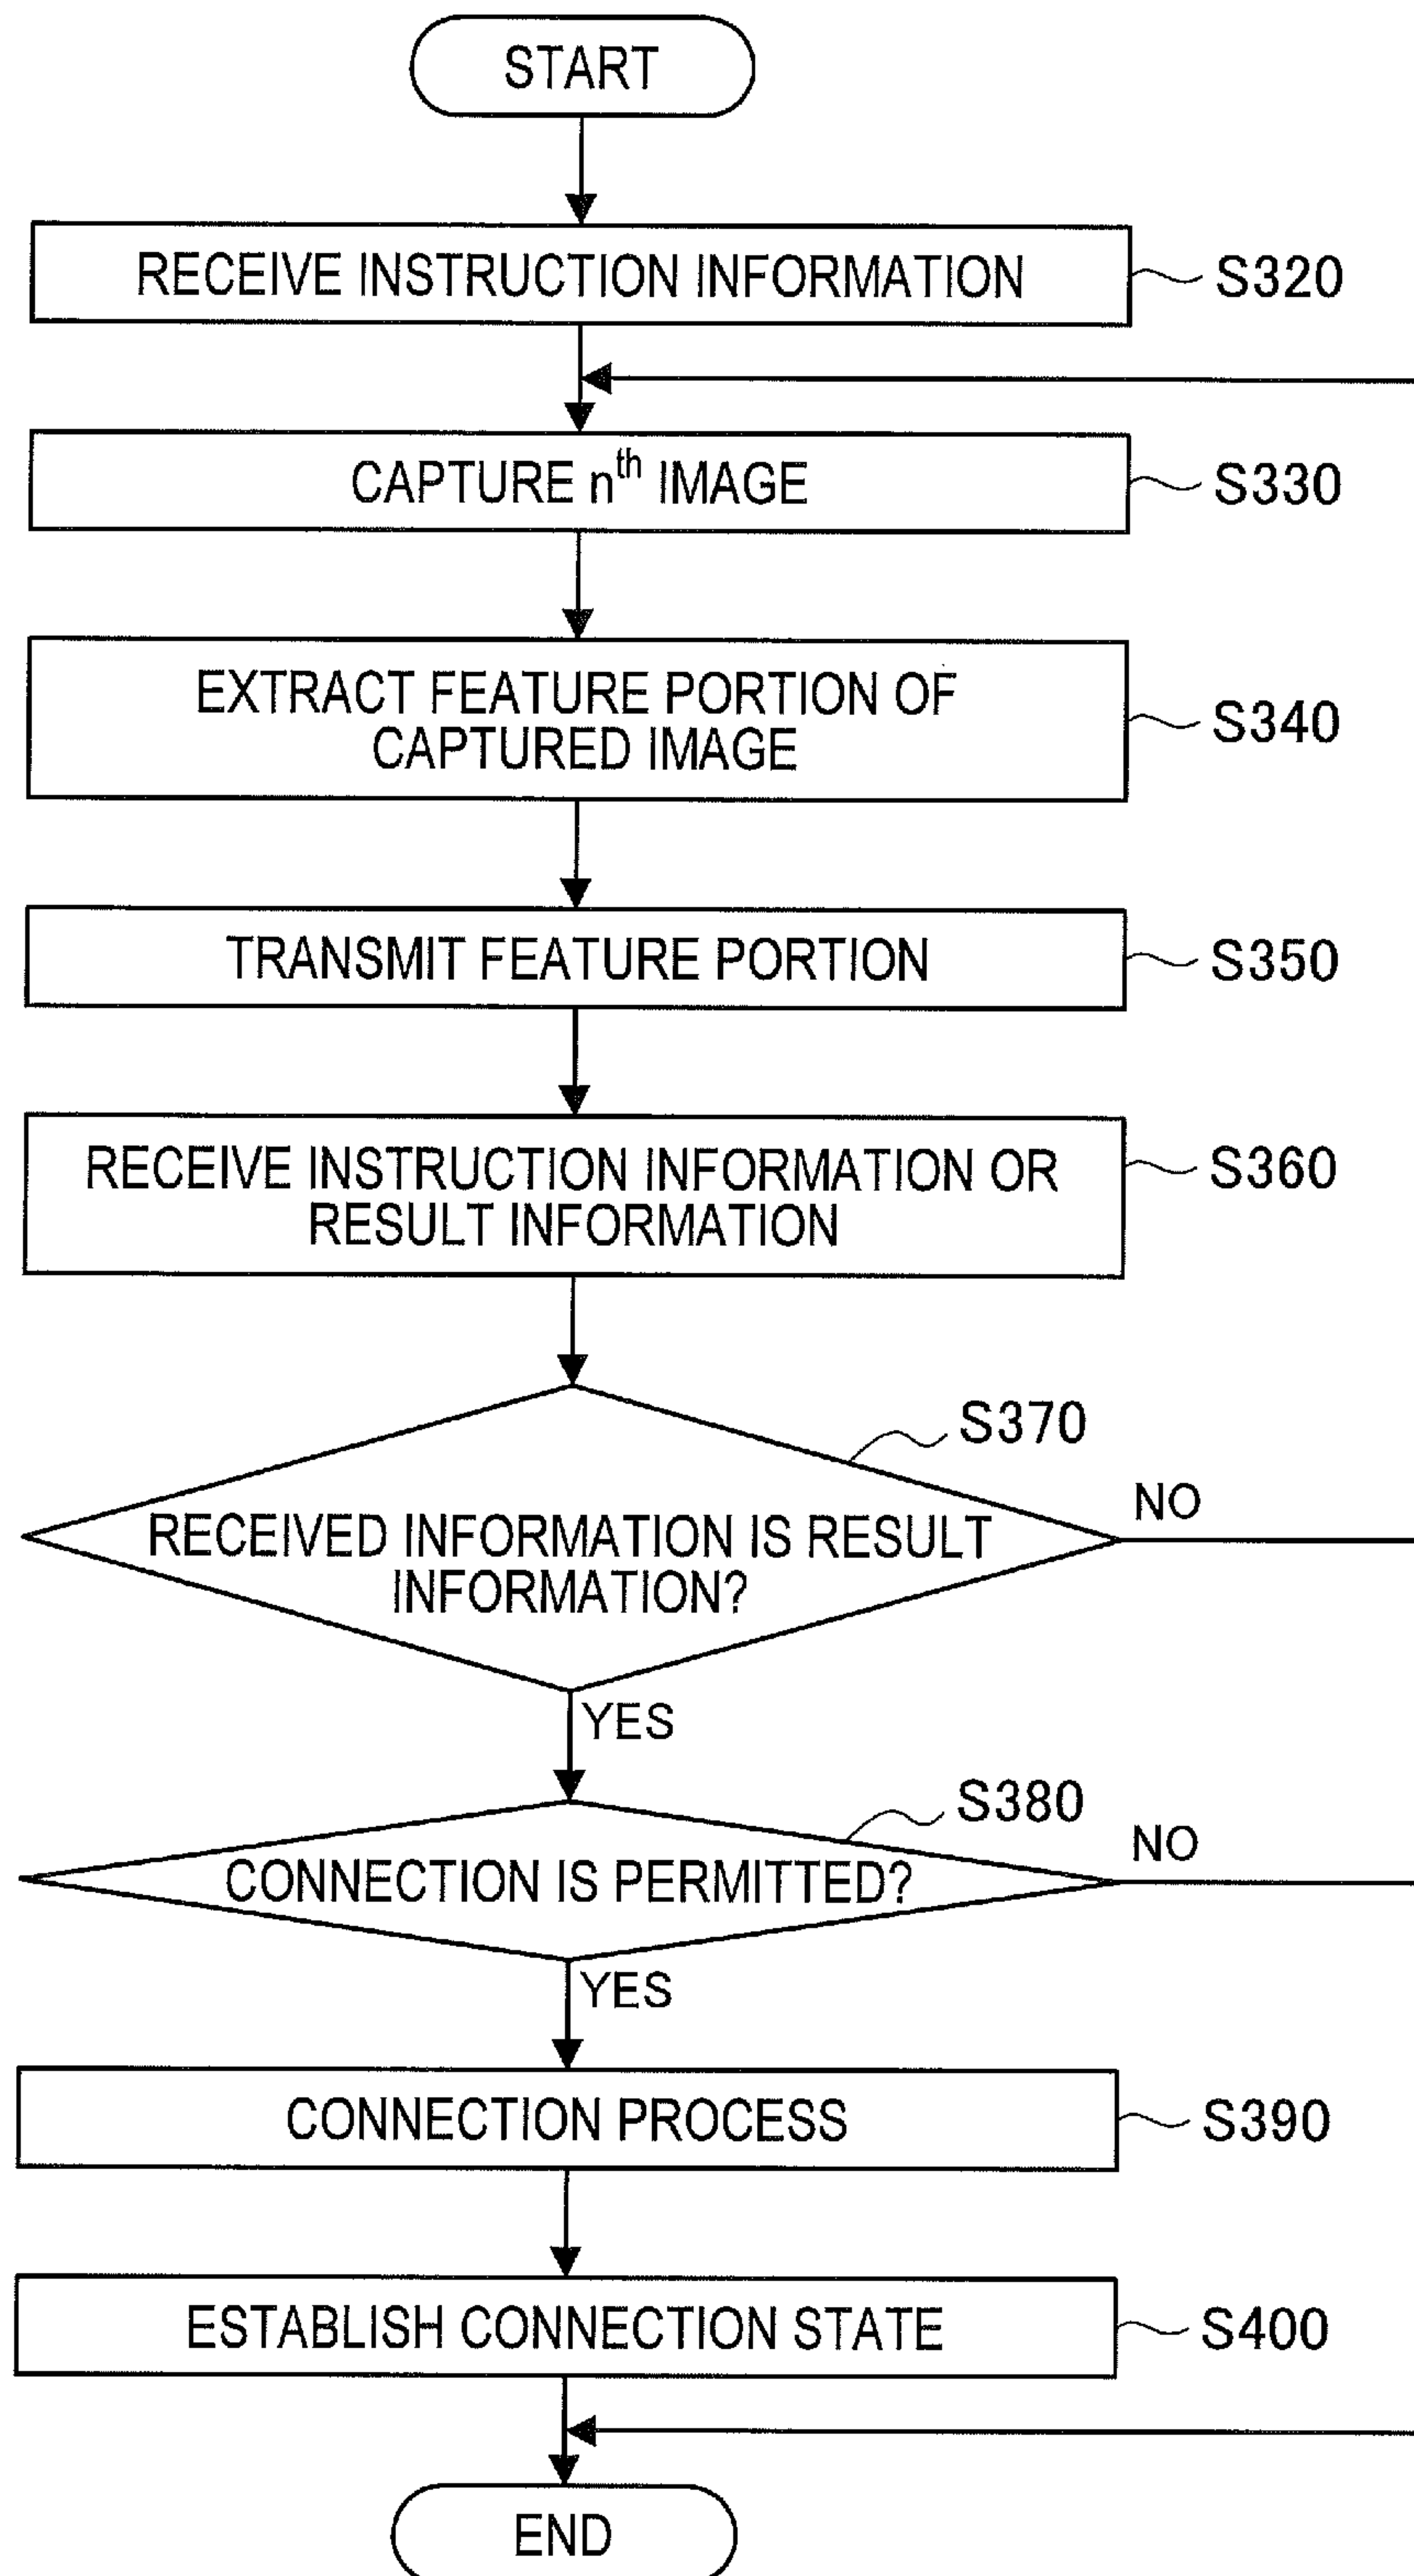 START
RECEIVE INSTRUCTION INFORMATION
S320
CAPTURE nth IMAGE
S330
EXTRACT FEATURE PORTION OF
CAPTURED IMAGE
S340
TRANSMIT FEATURE PORTION
S350
RECEIVE INSTRUCTION INFORMATION OR
RESULT INFORMATION
S360
S370
RECEIVED INFORMATION IS RESULT
INFORMATION?
NO
YES
S380
CONNECTION IS PERMITTED?
NO
YES
CONNECTION PROCESS
S390
ESTABLISH CONNECTION STATE
S400
END